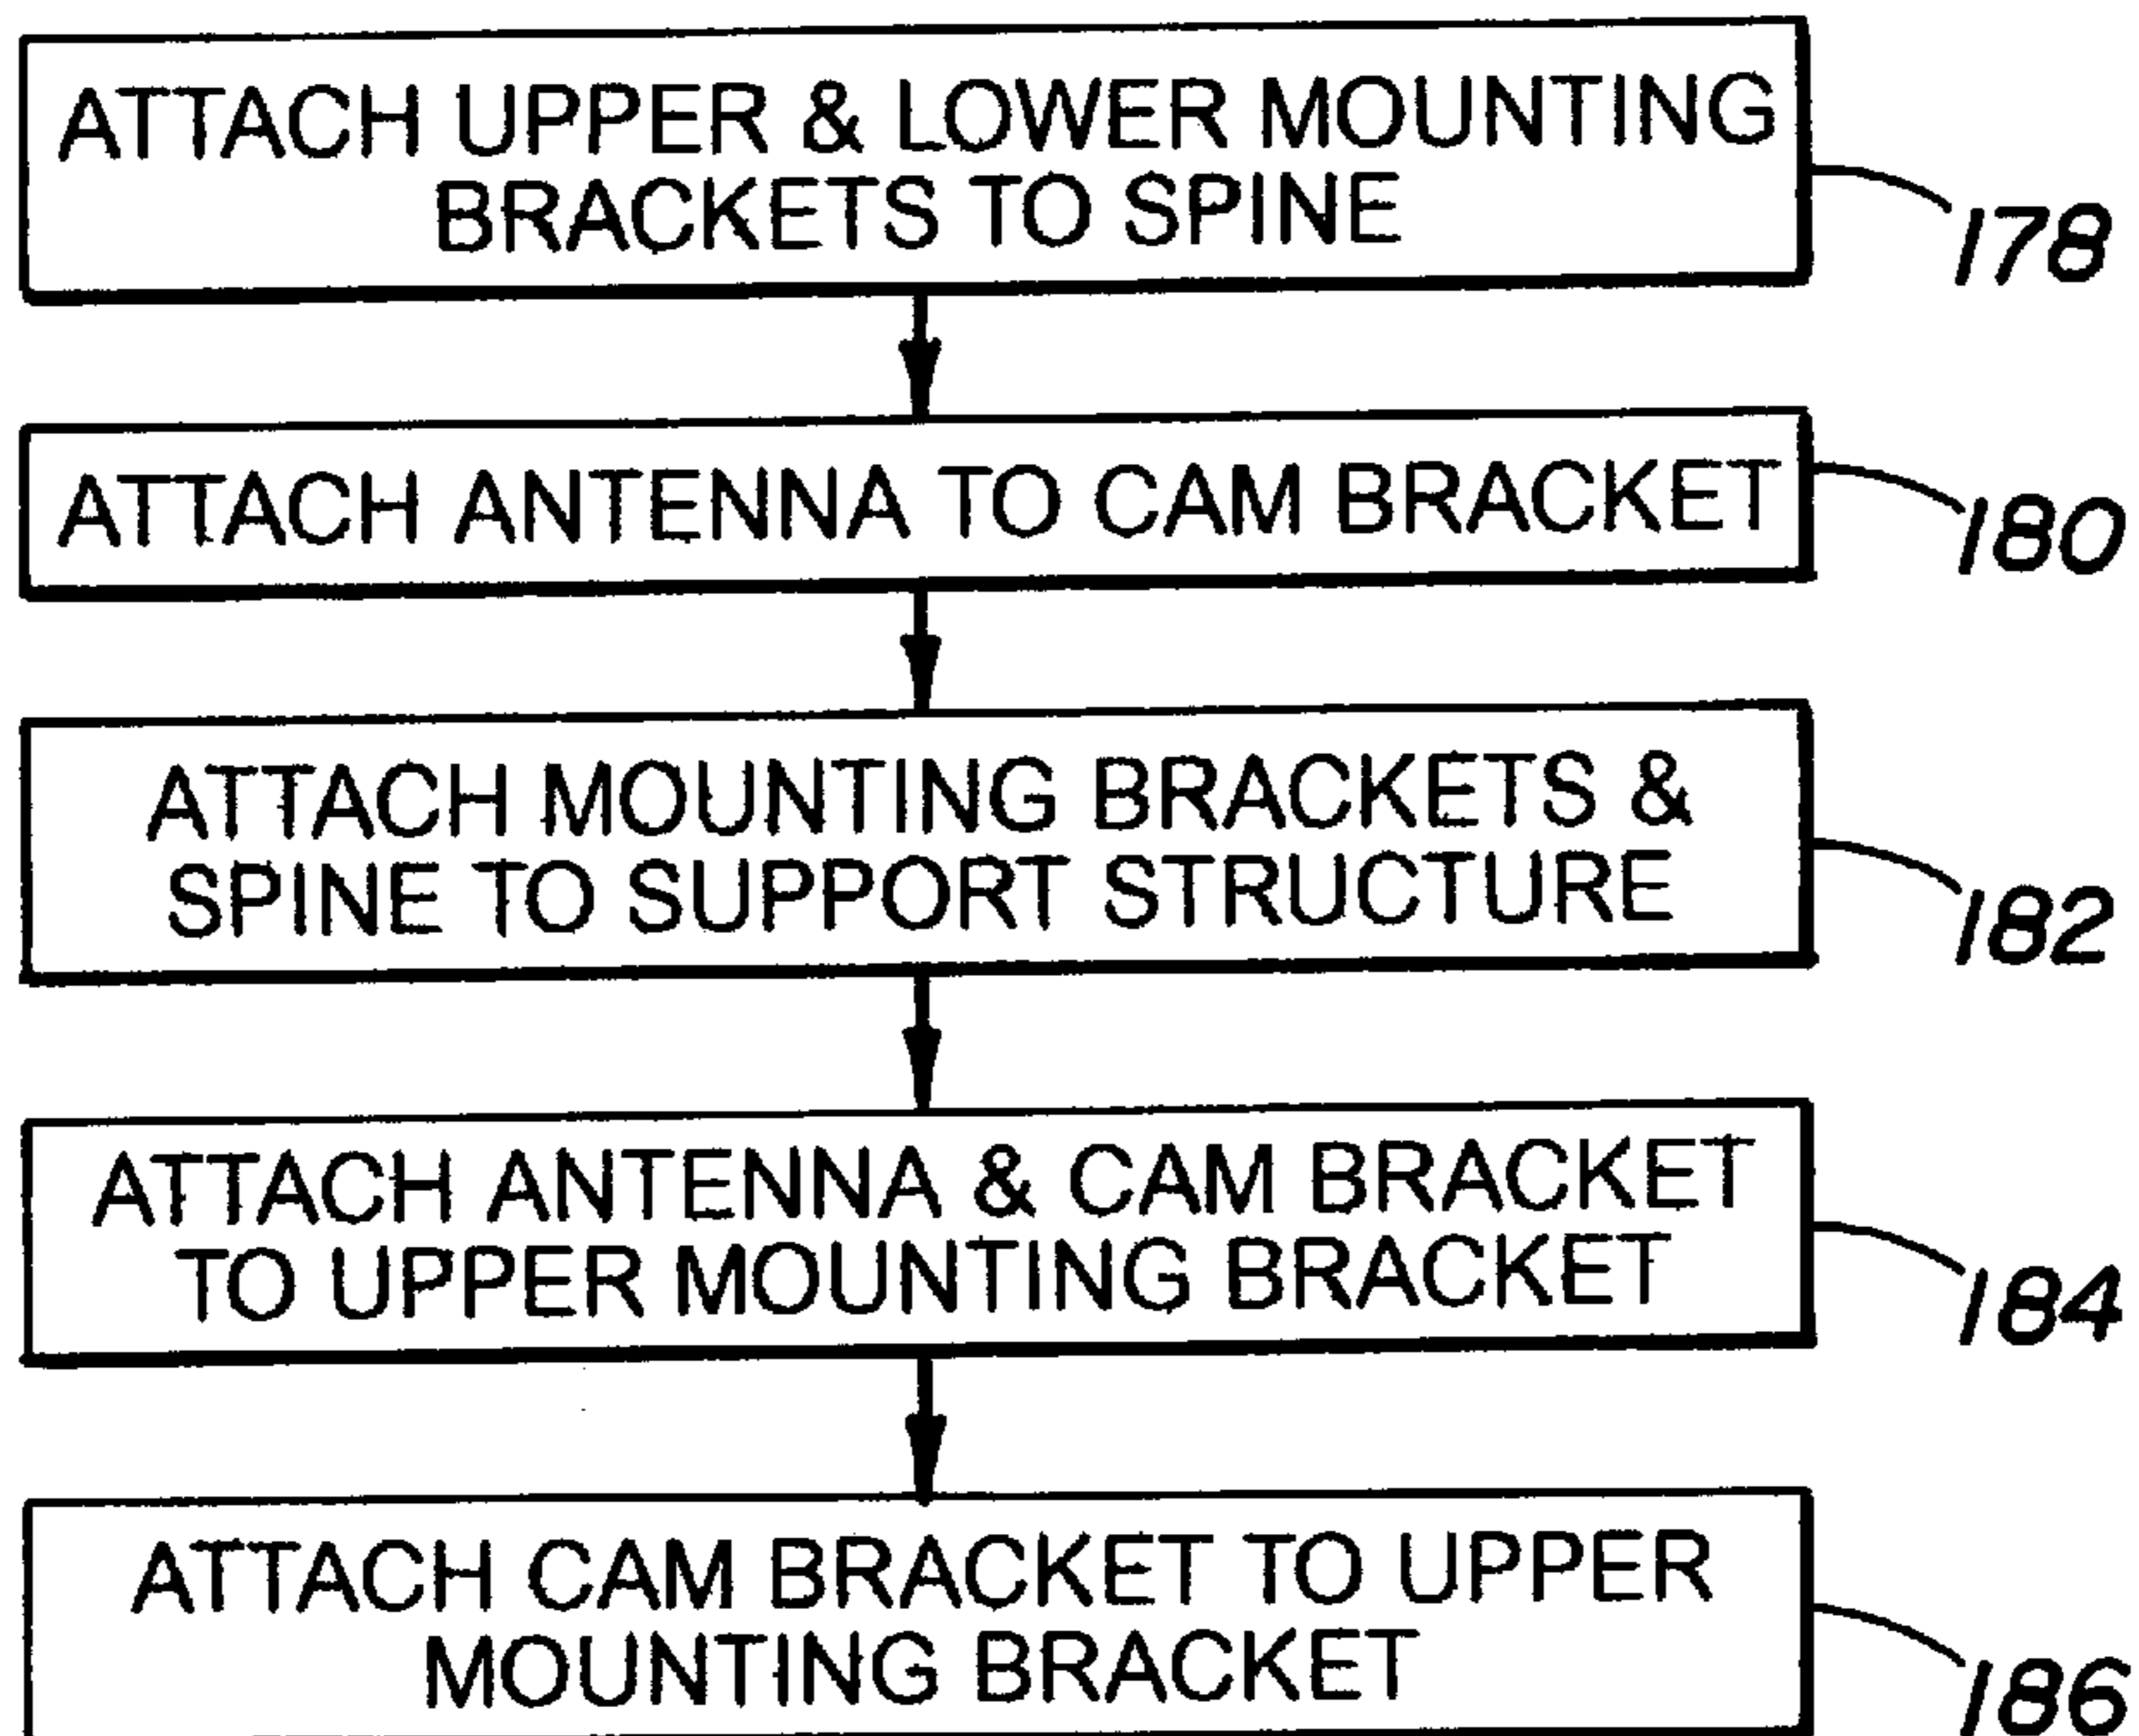 ATTACH UPPER & LOWER MOUNTING
BRACKETS TO SPINE
178
ATTACH ANTENNA TO CAM BRACKET
180
ATTACH MOUNTING BRACKETS &
SPINE TO SUPPORT STRUCTURE
182
ATTACH ANTENNA & CAM BRACKET
TO UPPER MOUNTING BRACKET
184
ATTACH CAM BRACKET TO UPPER
MOUNTING BRACKET
186